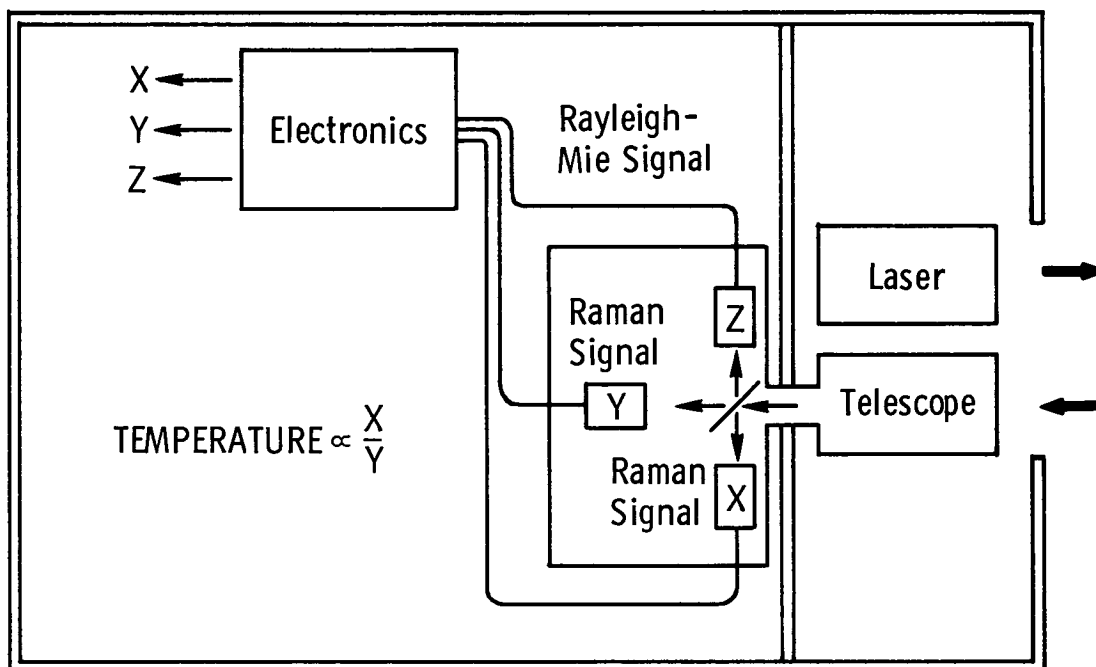 X
Y
Z
Electronics
Rayleigh-
Mie Signal
Laser
Raman
Signal
Z
Y
Telescope
TEMPERATURE ∝ X/Y
Raman
Signal
X